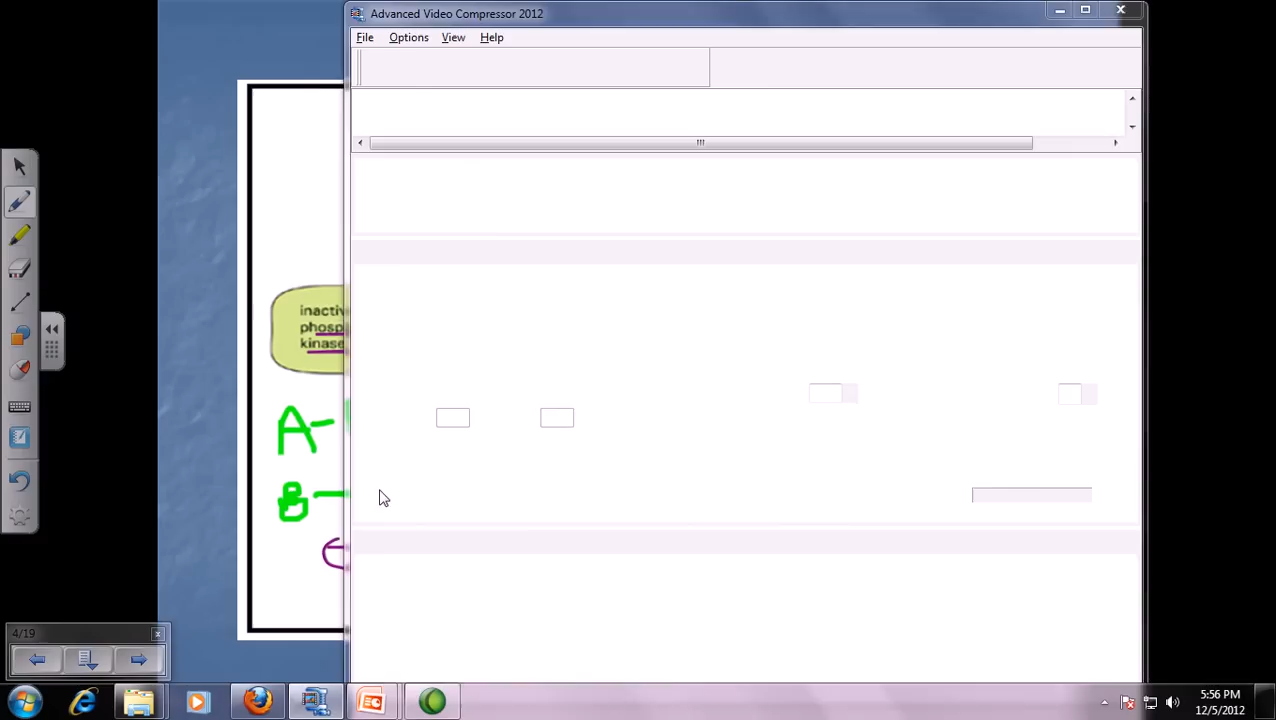 Advanced Video Compressor 2012
File Options View Help
inactiv
phosp
kinase
A-
B-
4/19
5:56 PM
12/5/2012